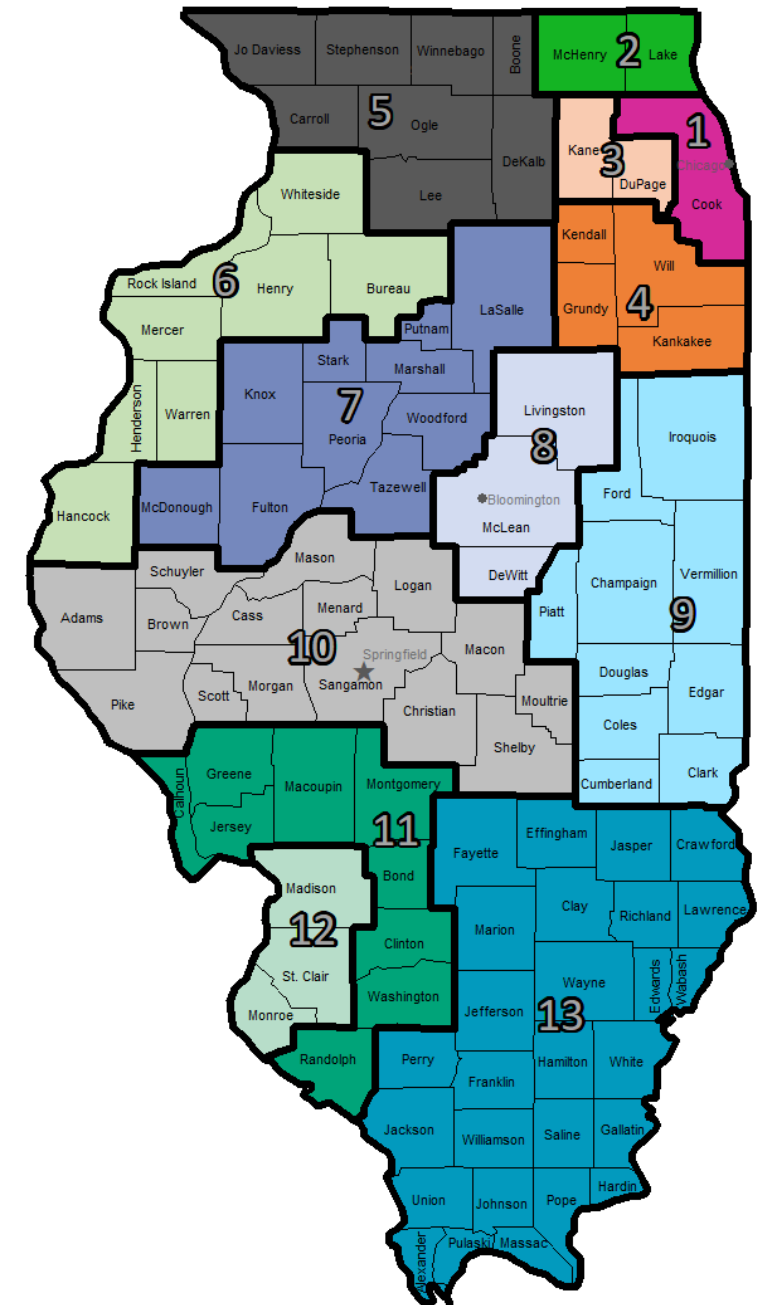 Jo Daviess
Stephenson
Winnebago
Boone
McHenry
2
Lake
Carroll
5
Ogle
DeKalb
Lee
Kane
3
DuPage
1
Chicago
Cook
Whiteside
Rock Island
6
Henry
Bureau
Mercer
Henderson
Warren
Hancock
Kendall
Will
Grundy
4
Kankakee
LaSalle
Putnam
Stark
Marshall
Knox
7
Peoria
Woodford
McDonough
Fulton
Tazewell
Livingston
8
Bloomington
McLean
DeWitt
Iroquois
Ford
Champaign
Vermillion
Piatt
9
Douglas
Edgar
Coles
Cumberland
Clark
Schuyler
Mason
Logan
Adams
Brown
Cass
Menard
10
Springfield
Macon
Pike
Scott
Morgan
Sangamon
Christian
Moultrie
Shelby
Calhoun
Greene
Macoupin
Montgomery
Jersey
11
Bond
Clinton
Washington
Randolph
Madison
12
St. Clair
Monroe
Fayette
Effingham
Jasper
Crawford
Marion
Clay
Richland
Lawrence
Wayne
Edwards
Wabash
Jefferson
13
Perry
Franklin
Hamilton
White
Jackson
Williamson
Saline
Gallatin
Union
Johnson
Pope
Hardin
Alexander
Pulaski
Massac